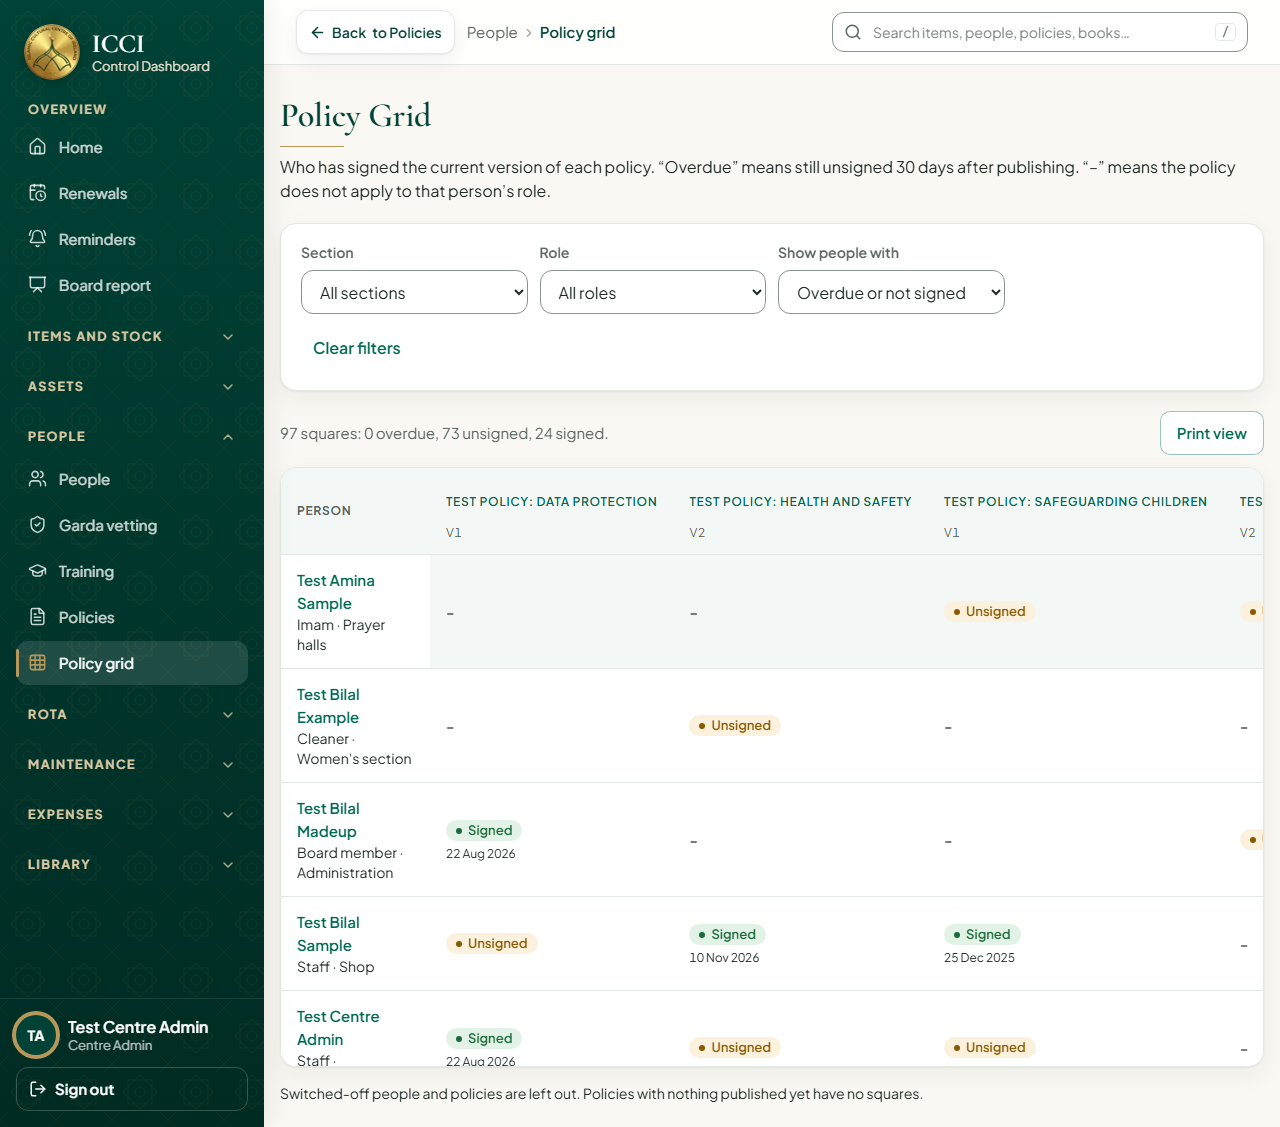 ICCI
Control Dashboard
OVERVIEW
Home
Renewals
Reminders
Board report
ITEMS AND STOCK
ASSETS
PEOPLE
People
Garda vetting
Training
Policies
Policy grid
ROTA
MAINTENANCE
EXPENSES
LIBRARY
TA
Test Centre Admin
Centre Admin
Sign out
Back to Policies
People > Policy grid
Search items, people, policies, books...
/
Policy Grid
Who has signed the current version of each policy. “Overdue” means still unsigned 30 days after publishing. “–” means the policy
does not apply to that person's role.
Section Role Show people with
All sections All roles Overdue or not signed
Clear filters
97 squares: 0 overdue, 73 unsigned, 24 signed.
Print view
PERSON
TEST POLICY: DATA PROTECTION TEST POLICY: HEALTH AND SAFETY TEST POLICY: SAFEGUARDING CHILDREN TES
V1 V2 V1 V2
Test Amina
Sample
Imam · Prayer
halls
– – Unsigned
Test Bilal
Example
Cleaner ·
Women's section
– Unsigned – –
Test Bilal
Madeup
Board member ·
Administration
Signed – –
22 Aug 2026
Test Bilal
Sample
Staff · Shop
Unsigned Signed Signed –
10 Nov 2026 25 Dec 2025
Test Centre
Admin
Staff ·
Signed Unsigned Unsigned –
22 Aug 2026
Switched-off people and policies are left out. Policies with nothing published yet have no squares.